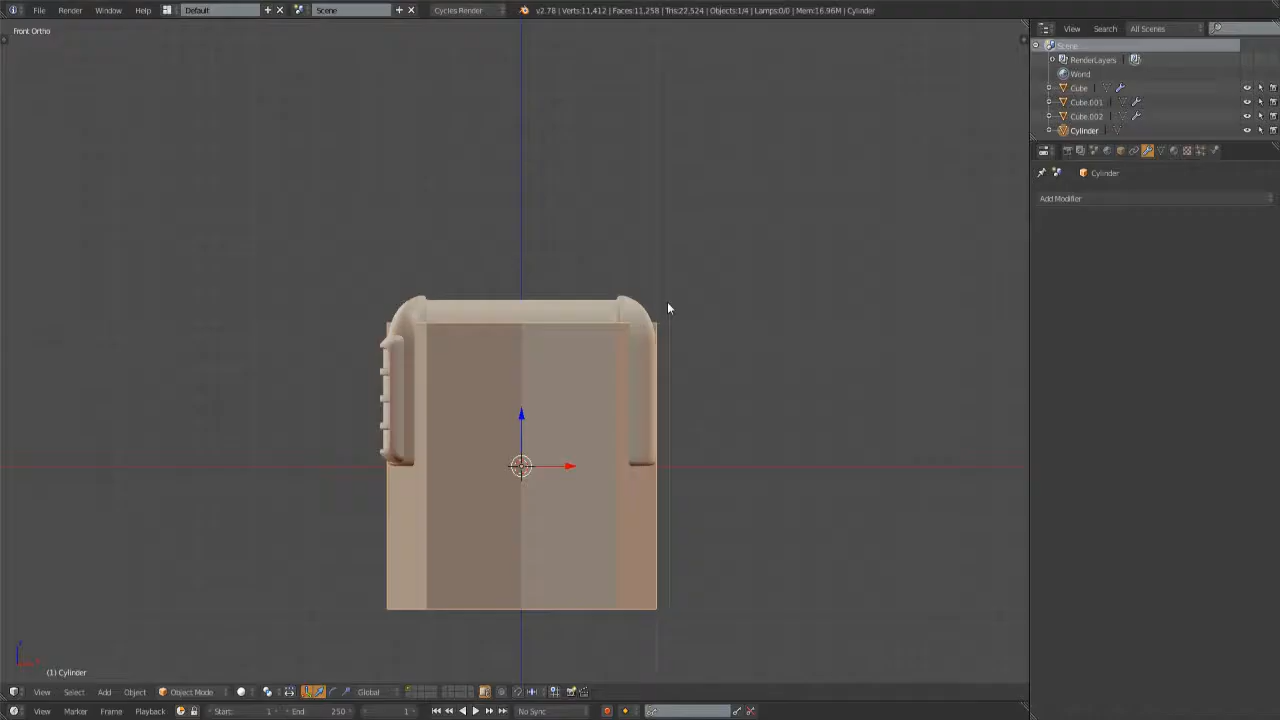 File Render Window Help Default Scene Cycles Render v2.78 | Verts:11,412 | Faces:11,258 | Tris:22,524 | Objects:1/4 | Lamps:0/0 | Mem:16.96M | Cylinder
Front Ortho
View Search All Scenes
Scene
RenderLayers
World
Cube
Cube.001
Cube.002
Cylinder
Cylinder
Add Modifier
(1) Cylinder
View Select Add Object Object Mode Global
View Marker Frame Playback Start: 1 End: 250 1 No Sync